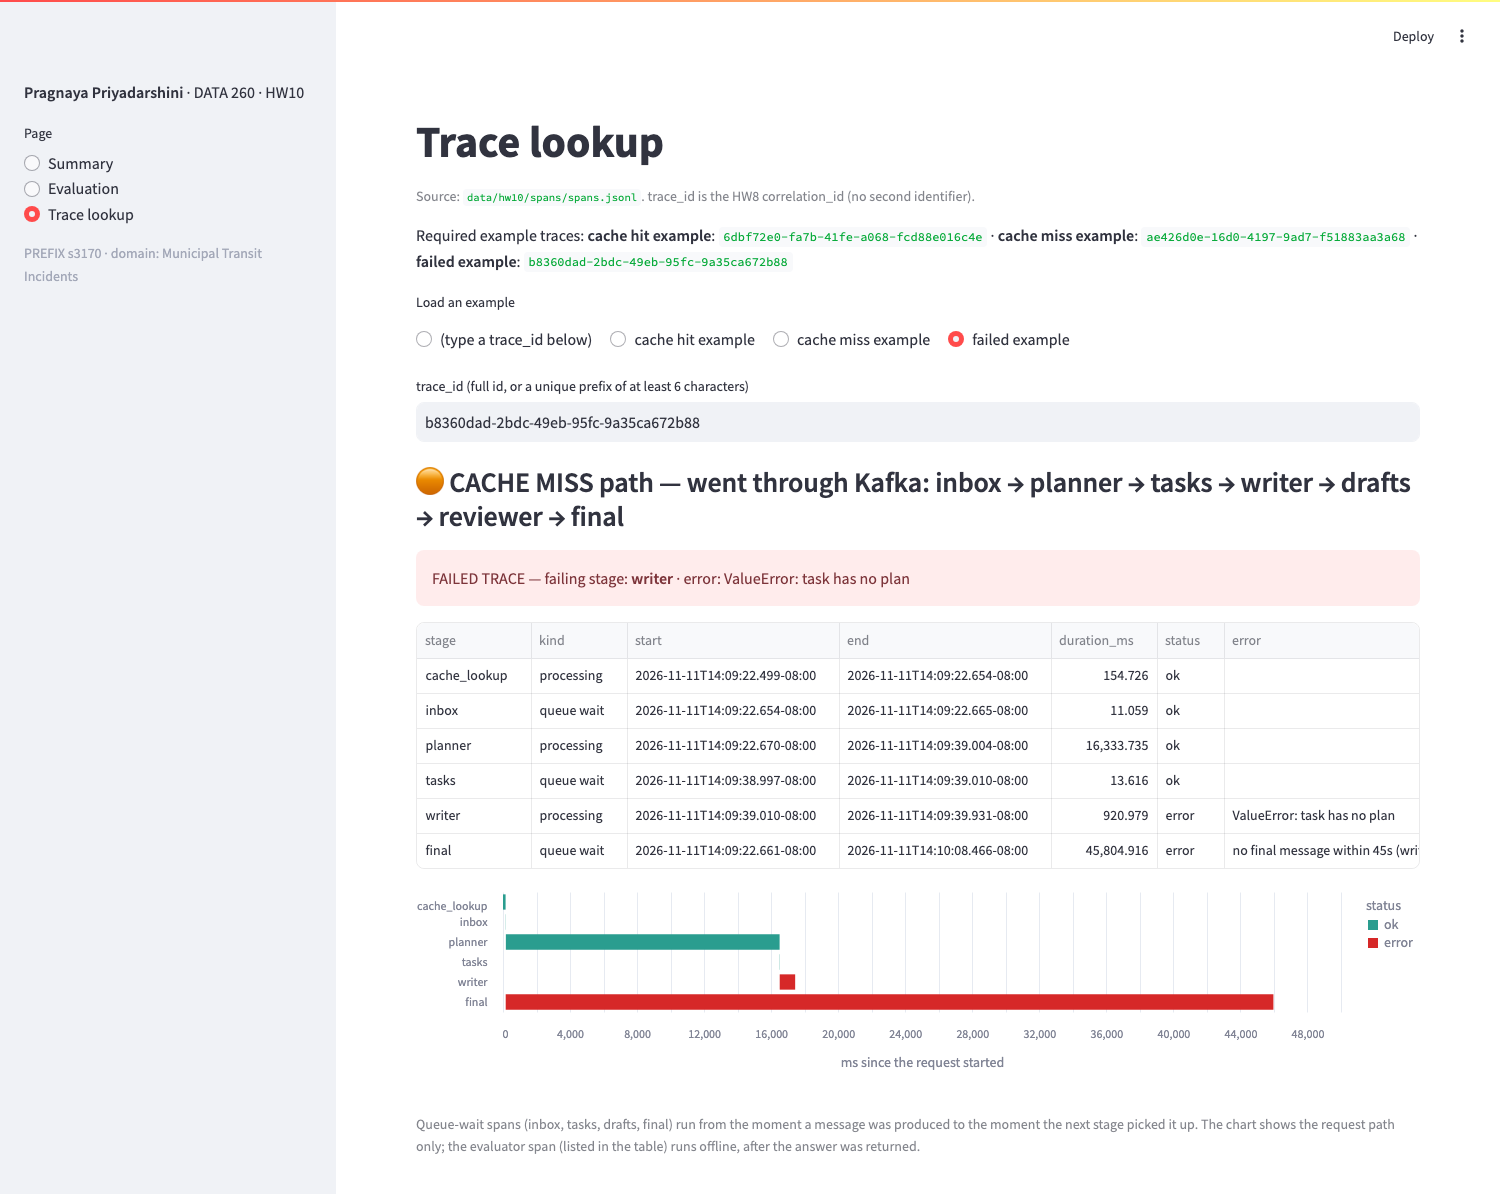 Deploy
Pragnaya Priyadarshini · DATA 260 · HW10
Page
Summary
Evaluation
Trace lookup
PREFIX s3170 · domain: Municipal Transit
Incidents
Trace lookup
Source: data/hw10/spans/spans.jsonl . trace_id is the HW8 correlation_id (no second identifier).
Required example traces: cache hit example: 6dbf72e0-fa7b-41fe-a068-fcd88e016c4e · cache miss example: ae426d0e-16d0-4197-9ad7-f51883aa3a68 ·
failed example: b8360dad-2bdc-49eb-95fc-9a35ca672b88
Load an example
(type a trace_id below) cache hit example cache miss example failed example
trace_id (full id, or a unique prefix of at least 6 characters)
b8360dad-2bdc-49eb-95fc-9a35ca672b88
CACHE MISS path — went through Kafka: inbox → planner → tasks → writer → drafts
→ reviewer → final
FAILED TRACE — failing stage: writer · error: ValueError: task has no plan
stage kind start end duration_ms status error
cache_lookup processing 2026-11-11T14:09:22.499-08:00 2026-11-11T14:09:22.654-08:00 154.726 ok
inbox queue wait 2026-11-11T14:09:22.654-08:00 2026-11-11T14:09:22.665-08:00 11.059 ok
planner processing 2026-11-11T14:09:22.670-08:00 2026-11-11T14:09:39.004-08:00 16,333.735 ok
tasks queue wait 2026-11-11T14:09:38.997-08:00 2026-11-11T14:09:39.010-08:00 13.616 ok
writer processing 2026-11-11T14:09:39.010-08:00 2026-11-11T14:09:39.931-08:00 920.979 error ValueError: task has no plan
final queue wait 2026-11-11T14:09:22.661-08:00 2026-11-11T14:10:08.466-08:00 45,804.916 error no final message within 45s (wri
cache_lookup
inbox
planner
tasks
writer
final
status
ok
error
0 4,000 8,000 12,000 16,000 20,000 24,000 28,000 32,000 36,000 40,000 44,000 48,000
ms since the request started
Queue-wait spans (inbox, tasks, drafts, final) run from the moment a message was produced to the moment the next stage picked it up. The chart shows the request path
only; the evaluator span (listed in the table) runs offline, after the answer was returned.